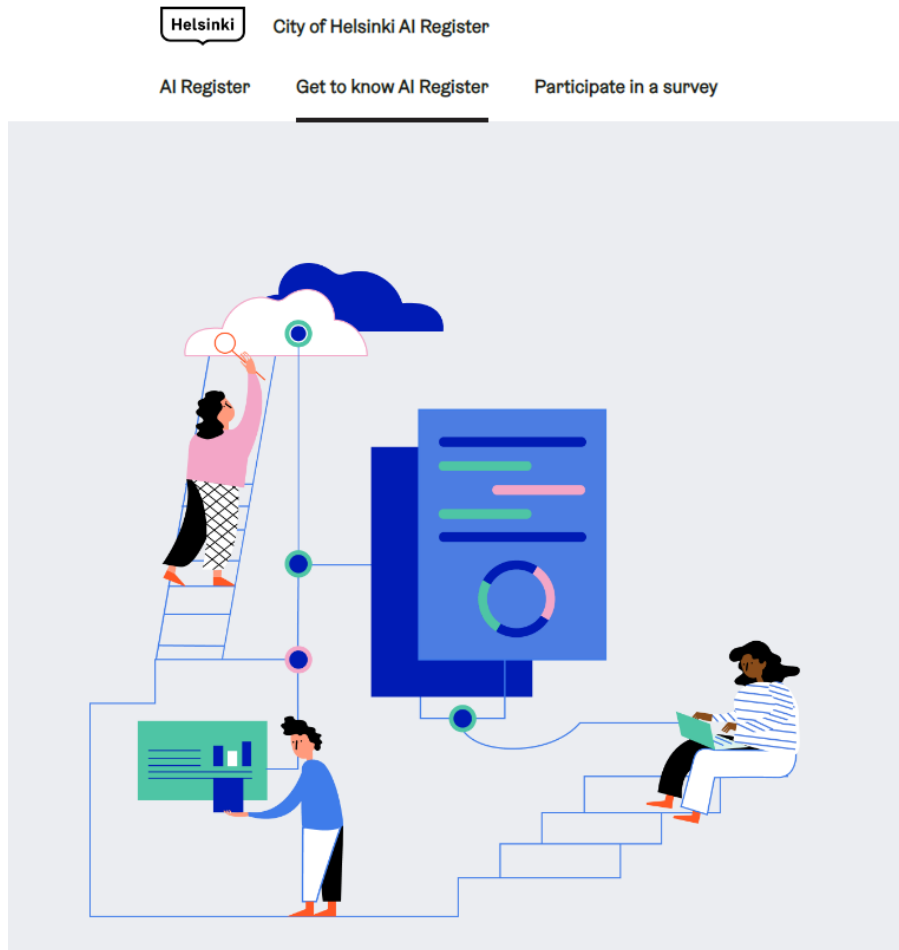 Helsinki
City of Helsinki AI Register
AI Register
Get to know AI Register
Participate in a survey